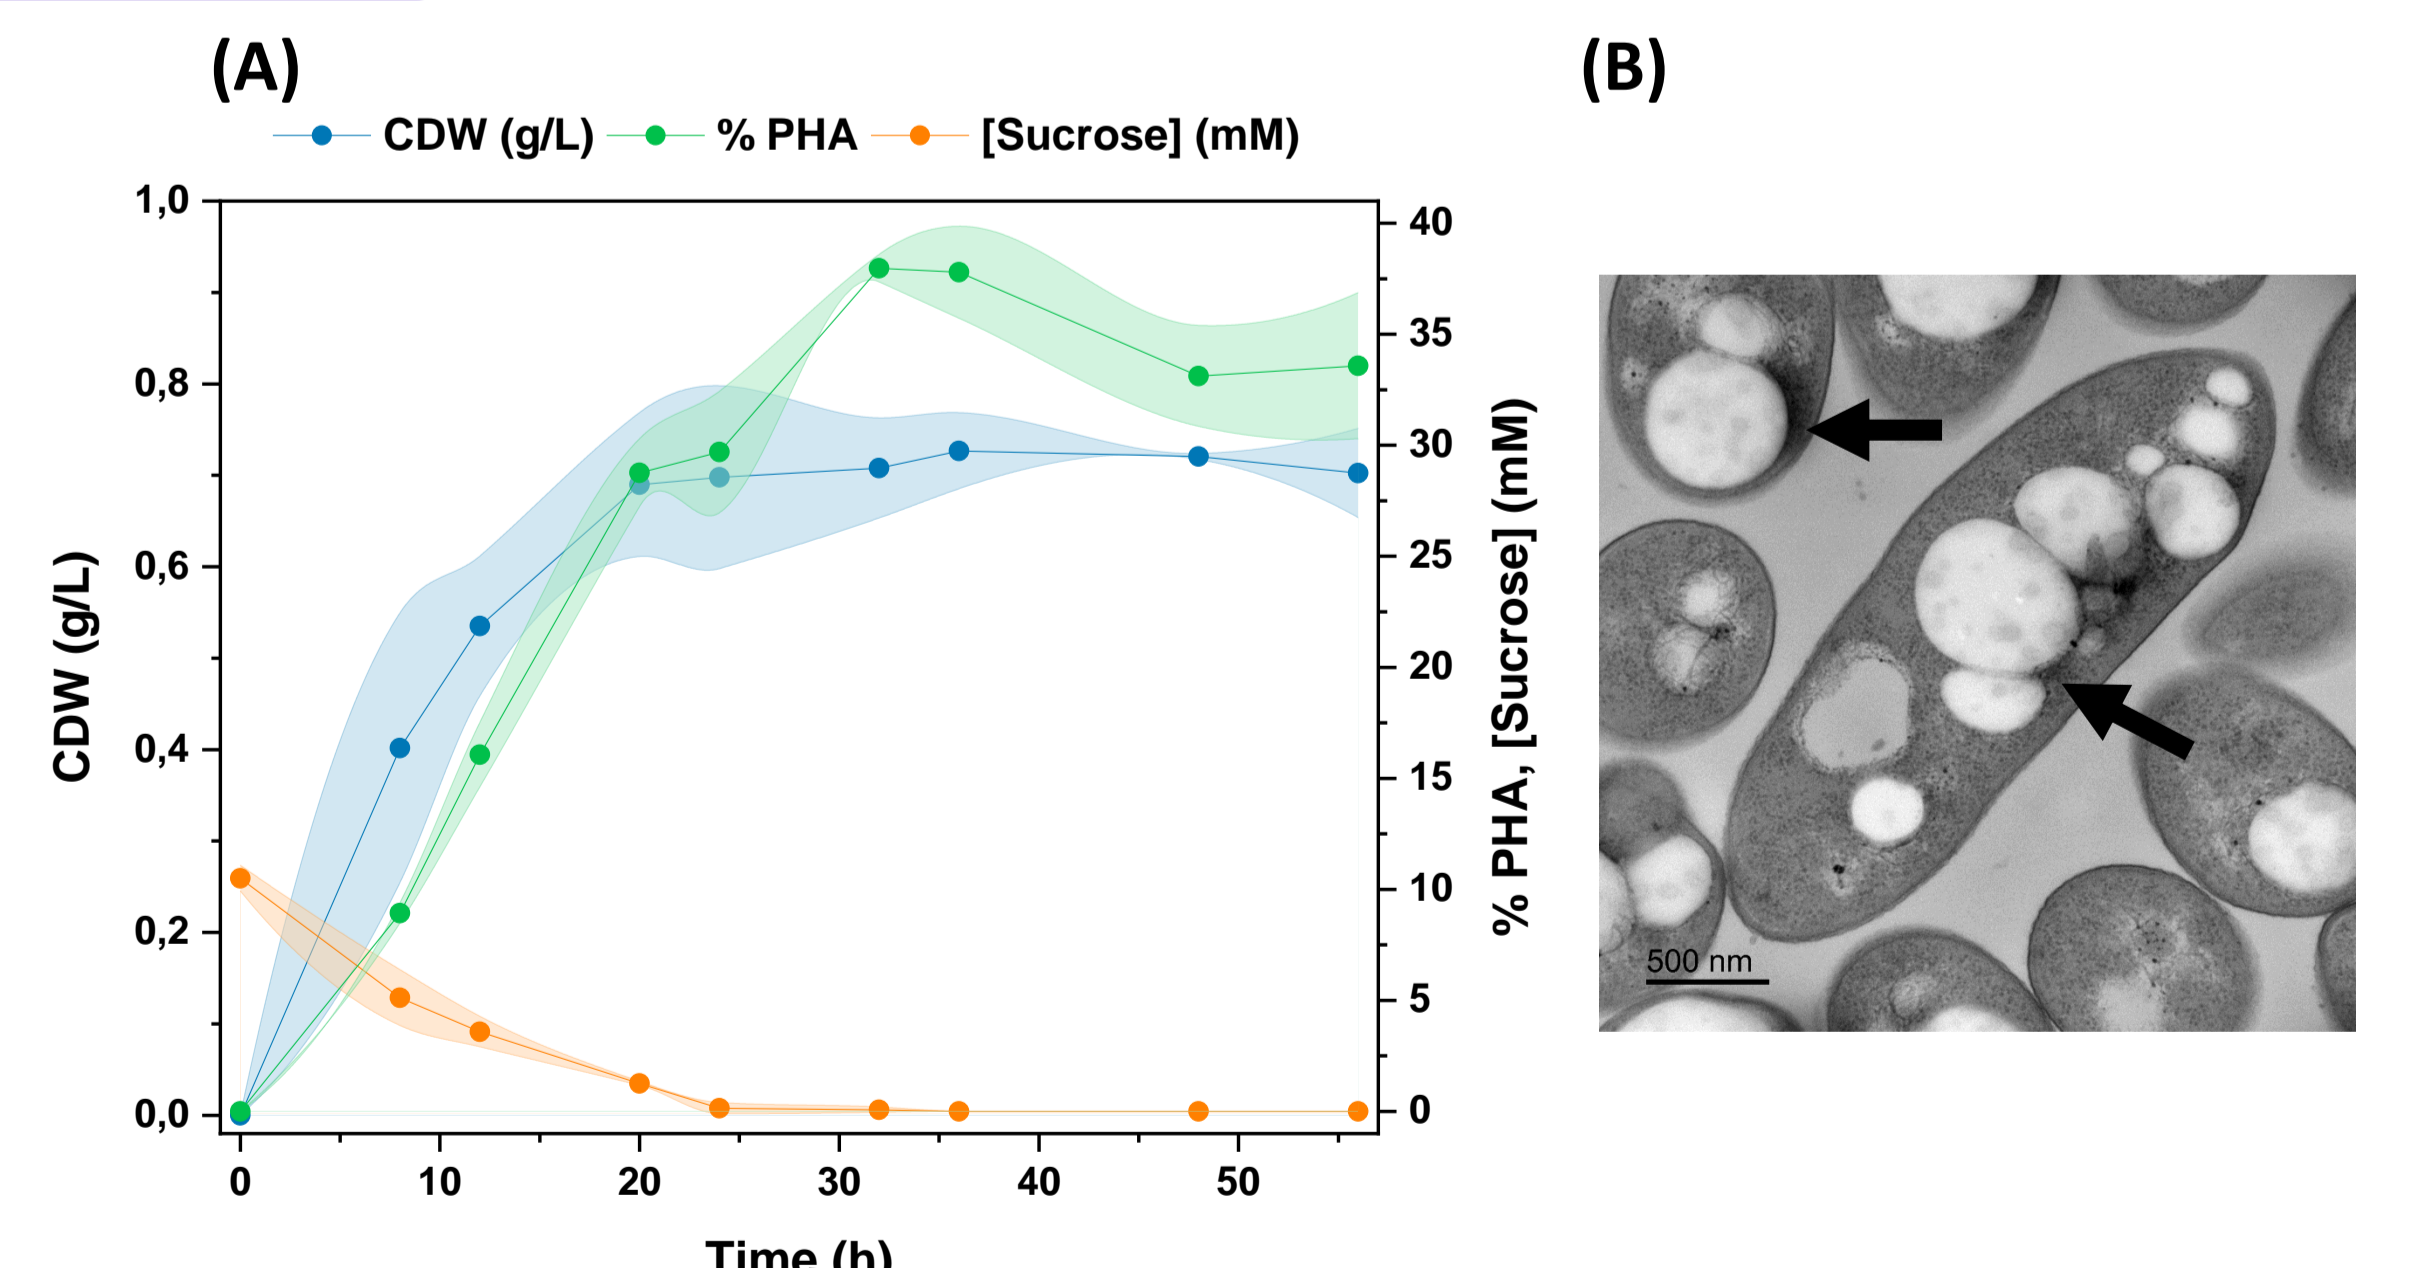 (A)
(B)
CDW (g/L) % PHA [Sucrose] (mM)
1,0
0,8
0,6
0,4
0,2
0,0
CDW (g/L)
40
35
30
25
20
15
10
5
0
% PHA, [Sucrose] (mM)
0 10 20 30 40 50
Time (h)
500 nm